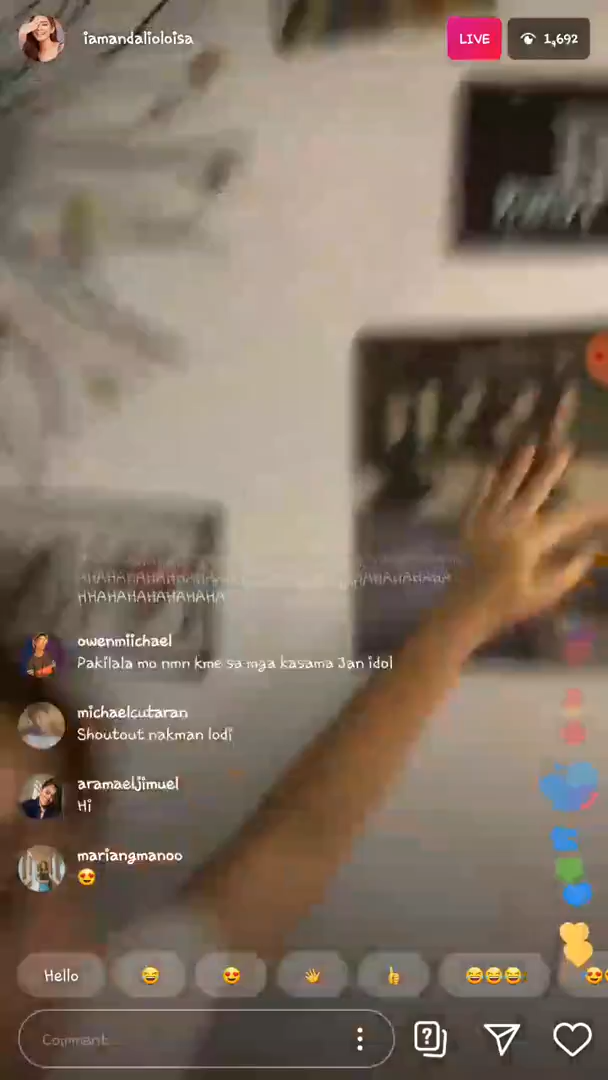 iamandalioloisa
LIVE
1,692
HHAHAHAHAHAHAHA
owenmiichael
Pakilala mo nmn kme sa mga kasama Jan idol
michaelcutaran
Shoutout nakman lodi
aramaeljimuel
Hi
mariangmanoo
😍
Hello
Comment...